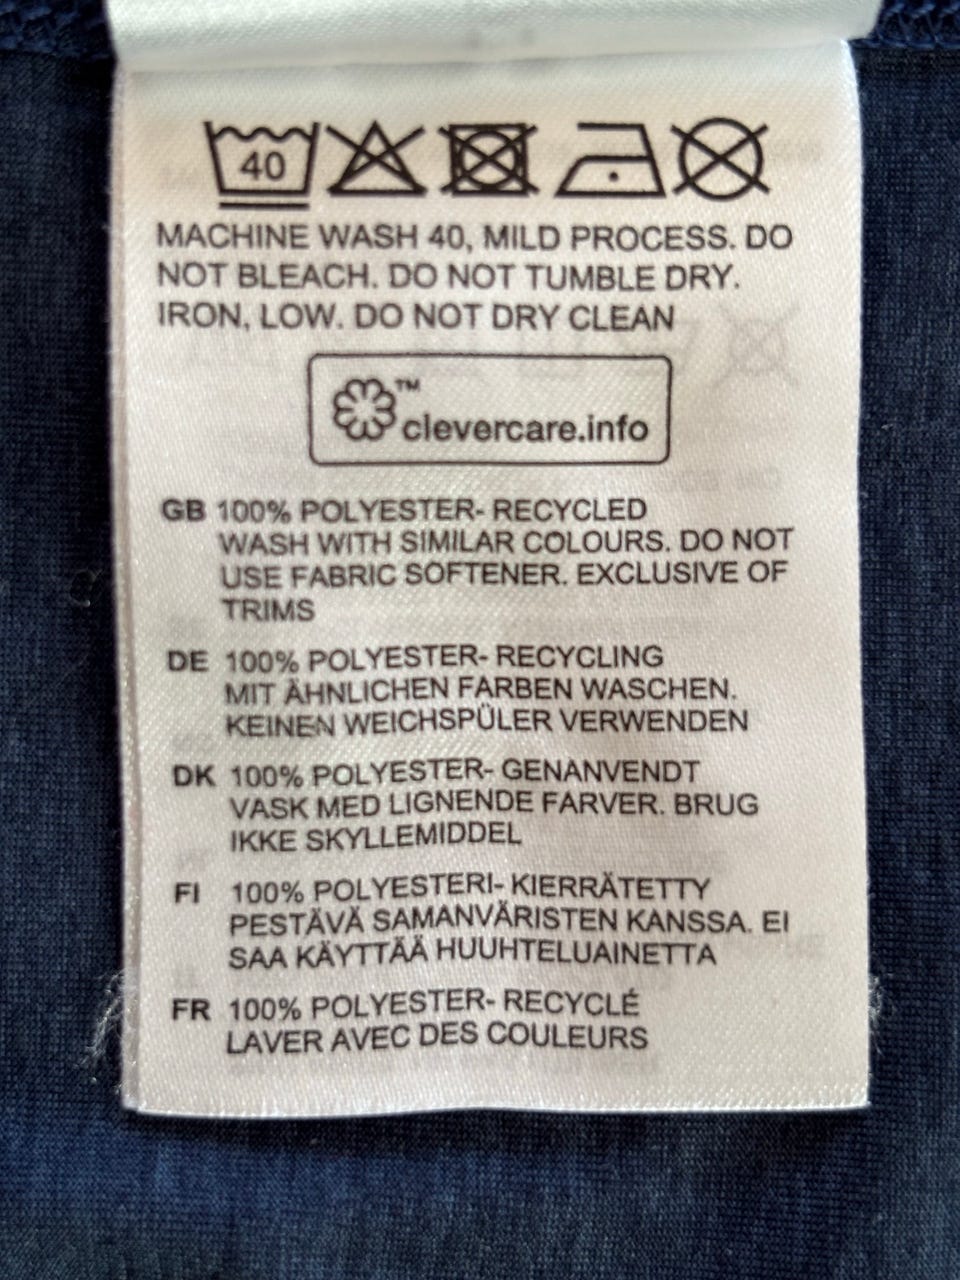 40
MACHINE WASH 40, MILD PROCESS. DO
NOT BLEACH. DO NOT TUMBLE DRY.
IRON, LOW. DO NOT DRY CLEAN
™
clevercare.info
GB 100% POLYESTER- RECYCLED
WASH WITH SIMILAR COLOURS. DO NOT
USE FABRIC SOFTENER. EXCLUSIVE OF
TRIMS
DE 100% POLYESTER- RECYCLING
MIT ÄHNLICHEN FARBEN WASCHEN.
KEINEN WEICHSPÜLER VERWENDEN
DK 100% POLYESTER- GENANVENDT
VASK MED LIGNENDE FARVER. BRUG
IKKE SKYLLEMIDDEL
FI 100% POLYESTERI- KIERRÄTETTY
PESTÄVÄ SAMANVÄRISTEN KANSSA. EI
SAA KÄYTTÄÄ HUUHTELUAINETTA
FR 100% POLYESTER- RECYCLÉ
LAVER AVEC DES COULEURS